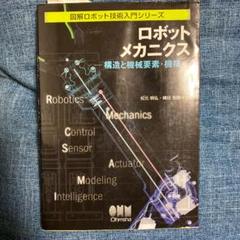 図解ロボット技術入門シリーズ
ロボット
メカニクス
構造と機械要素・機構
Robotics
Mechanics
Control
Sensor
Actuator
Modeling
Intelligence
OHM
Ohmsha